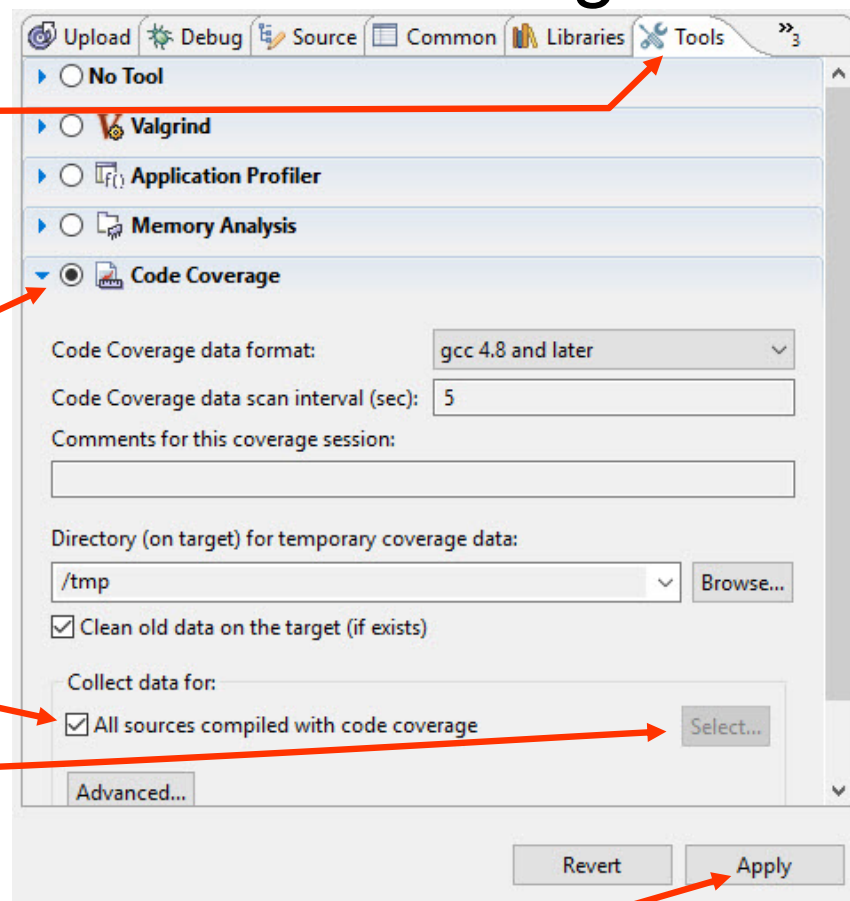 Upload Debug Source Common Libraries Tools »3
No Tool
Valgrind
Application Profiler
Memory Analysis
Code Coverage
Code Coverage data format: gcc 4.8 and later
Code Coverage data scan interval (sec): 5
Comments for this coverage session:
Directory (on target) for temporary coverage data:
/tmp Browse...
Clean old data on the target (if exists)
Collect data for:
All sources compiled with code coverage Select...
Advanced...
Revert Apply